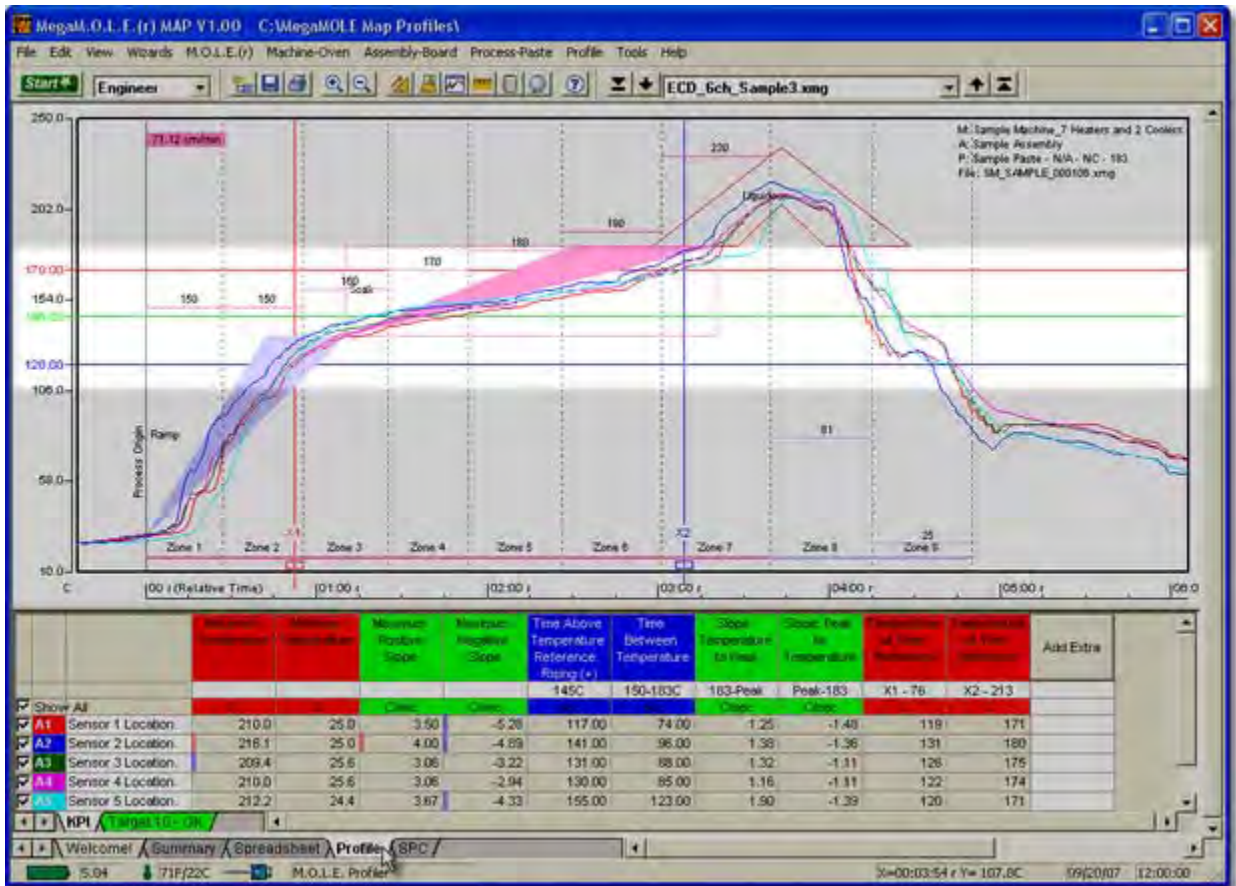 MegaM.O.L.E.(r) MAP V1.00 C:\MegaMOLE Map Profiles\
File Edit View Wizards M.O.L.E.(r) Machine-Oven Assembly-Board Process-Paste Profile Tools Help
Start Engineer ECD_6ch_Sample3.xmg
250.0
71.12 cm/min
M: Sample Machine_7 Heaters and 2 Coolers
A: Sample Assembly
P: Sample Paste - N/A - NC - 183
File: SM_SAMPLE_000106.xmg
230
202.0
190
180
170
170.00
160
150 150
154.0
120.00
106.0
81
Ramp
Process Origin
58.0
25
X1 X2
Zone 1 Zone 2 Zone 3 Zone 4 Zone 5 Zone 6 Zone 7 Zone 8 Zone 9
10.0
C 00 r (Relative Time) 01:00 r 02:00 r 03:00 r 04:00 r 05:00 r 06:0
Maximum Positive Slope
Maximum Negative Slope
Time Above Temperature Reference Rising (+)
Time Between Temperature
Slope Temperature to Peak
Slope Peak to Temperature
Add Extra
145C 150-183C 183-Peak Peak-183 X1 - 76 X2 - 213
Show All
A1 Sensor 1 Location. 210.0 25.0 3.50 -5.28 117.00 74.00 1.25 -1.48 119 171
A2 Sensor 2 Location. 216.1 25.0 4.00 -4.89 141.00 96.00 1.38 -1.36 131 180
A3 Sensor 3 Location. 209.4 25.6 3.06 -3.22 131.00 88.00 1.32 -1.11 126 175
A4 Sensor 4 Location. 210.0 25.6 3.06 -2.94 130.00 85.00 1.16 -1.11 122 174
A5 Sensor 5 Location. 212.2 24.4 3.67 -4.33 155.00 123.00 1.90 -1.39 120 171
KPI Target 10 - OK
Welcome! Summary Spreadsheet Profile SPC
5.04 71F/22C M.O.L.E. Profiler X=00:03:54 r Y= 107.8C 09/20/07 12:00:00